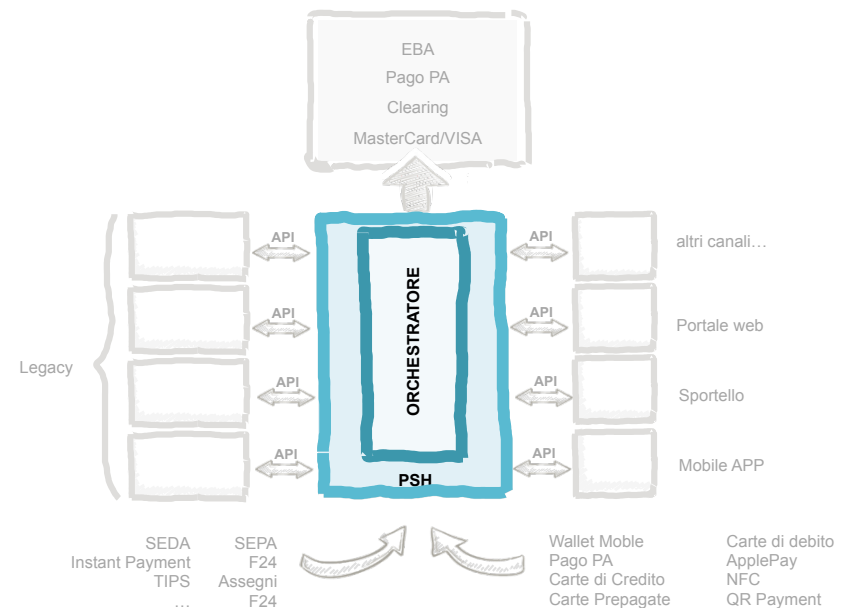 EBA
Pago PA
Clearing
MasterCard/VISA
API
API
altri canali…
API
API
Portale web
Legacy
API
API
Sportello
API
API
Mobile APP
ORCHESTRATORE
PSH
SEDA SEPA
Instant Payment F24
TIPS Assegni
… F24
Wallet Moble Carte di debito
Pago PA ApplePay
Carte di Credito NFC
Carte Prepagate QR Payment